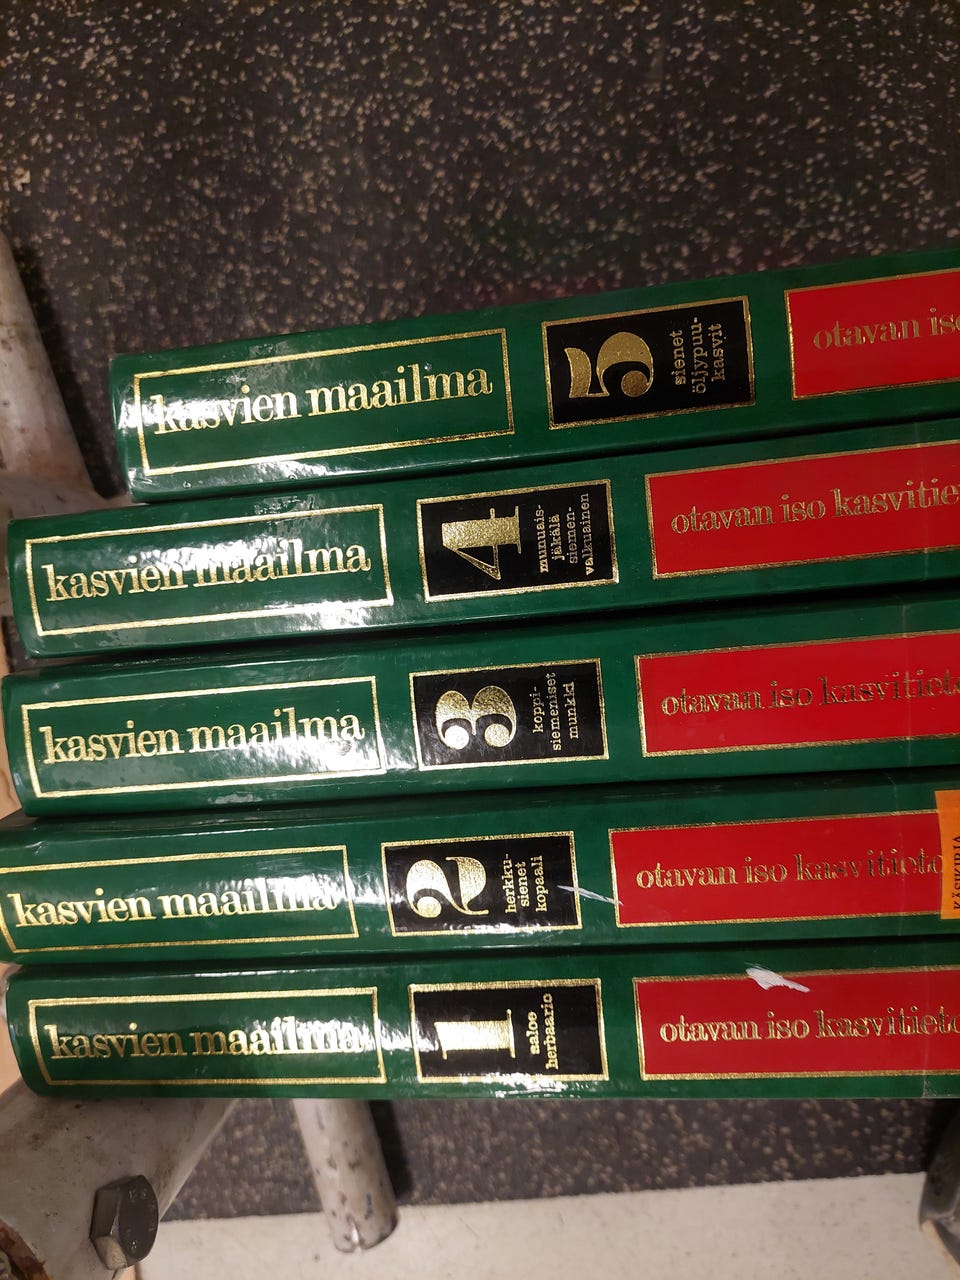 kasvien maailma
5
sienet
öljypuu-
kasvit
otavan iso
kasvien maailma
4
munuais-
jäkälä
siemen-
valkuainen
otavan iso kasvitie
kasvien maailma
3
koppi-
siemeniset
munkki
otavan iso kasvitieto
kasvien maailma
2
herkku-
sienet
kopaali
otavan iso kasvitieto
KÄSIKIRJA
kasvien maailma
1
aaloe
herbaario
otavan iso kasvitieto